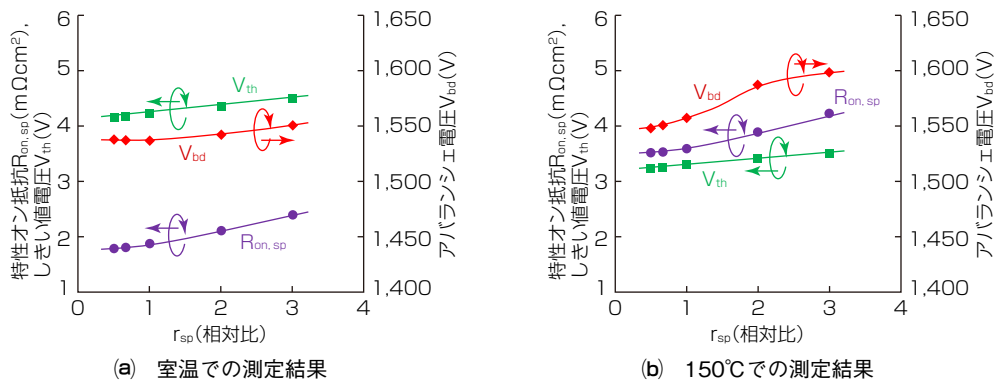 特性オン抵抗Ron,sp(mΩcm²),
しきい値電圧Vth(V)
6
5
4
3
2
1
Vth
Vbd
Ron, sp
1,650
1,600
1,550
1,500
1,450
1,400
アバランシェ電圧Vbd(V)
0 1 2 3 4
rsp(相対比)
(a) 室温での測定結果
特性オン抵抗Ron,sp(mΩcm²),
しきい値電圧Vth(V)
6
5
4
3
2
1
Vbd
Ron, sp
Vth
1,650
1,600
1,550
1,500
1,450
1,400
アバランシェ電圧Vbd(V)
0 1 2 3 4
rsp(相対比)
(b) 150℃での測定結果